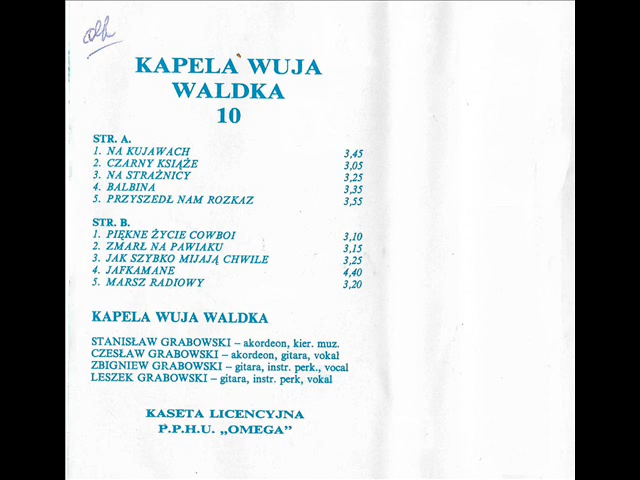 KAPELA WUJA
WALDKA
10
STR. A.
1. NA KUJAWACH 3,45
2. CZARNY KSIĄŻE 3,05
3. NA STRAŻNICY 3,25
4. BALBINA 3,35
5. PRZYSZEDŁ NAM ROZKAZ 3,55
STR. B.
1. PIĘKNE ŻYCIE COWBOI 3,10
2. ZMARŁ NA PAWIAKU 3,15
3. JAK SZYBKO MIJAJĄ CHWILE 3,25
4. JAFKAMANE 4,40
5. MARSZ RADIOWY 3,20
KAPELA WUJA WALDKA
STANISŁAW GRABOWSKI – akordeon, kier. muz.
CZESŁAW GRABOWSKI – akordeon, gitara, vokał
ZBIGNIEW GRABOWSKI – gitara, instr. perk., vocal
LESZEK GRABOWSKI – gitara, instr. perk, vokal
KASETA LICENCYJNA
P.P.H.U. „OMEGA”